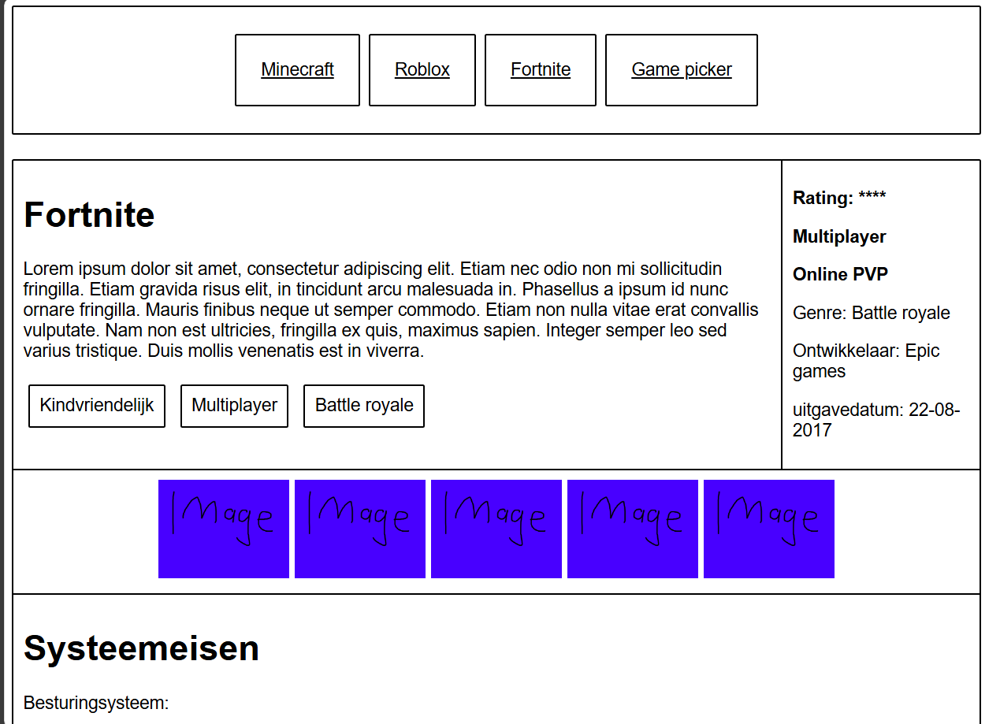 Minecraft
Roblox
Fortnite
Game picker
Fortnite
Lorem ipsum dolor sit amet, consectetur adipiscing elit. Etiam nec odio non mi sollicitudin
fringilla. Etiam gravida risus elit, in tincidunt arcu malesuada in. Phasellus a ipsum id nunc
ornare fringilla. Mauris finibus neque ut semper commodo. Etiam non nulla vitae erat convallis
vulputate. Nam non est ultricies, fringilla ex quis, maximus sapien. Integer semper leo sed
varius tristique. Duis mollis venenatis est in viverra.
Kindvriendelijk
Multiplayer
Battle royale
Rating: ****
Multiplayer
Online PVP
Genre: Battle royale
Ontwikkelaar: Epic
games
uitgavedatum: 22-08-
2017
Image
Image
Image
Image
Image
Systeemeisen
Besturingsysteem: